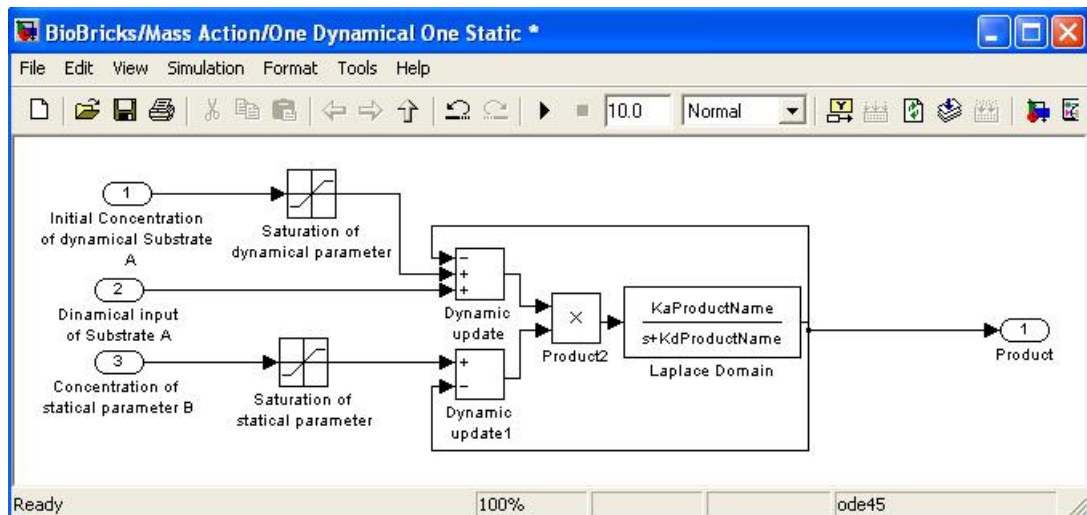 BioBricks/Mass Action/One Dynamical One Static *
File Edit View Simulation Format Tools Help
10.0 Normal
1
Initial Concentration
of dynamical Substrate
A
Saturation of
dynamical parameter
2
Dinamical input
of Substrate A
3
Concentration of
statical parameter B
Saturation of
statical parameter
−
+
+
Dynamic
update
+
−
Dynamic
update1
×
Product2
KaProductName
s+KdProductName
Laplace Domain
1
Product
Ready 100% ode45